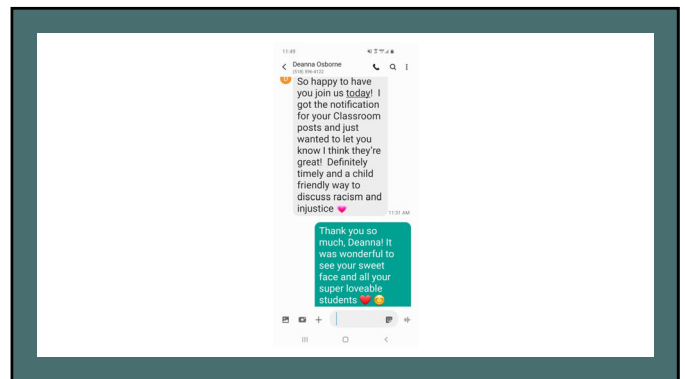 11:49
Deanna Osborne
So happy to have
you join us today! I
got the notification
for your Classroom
posts and just
wanted to let you
know I think they're
great! Definitely
timely and a child
friendly way to
discuss racism and
injustice 💗
11:31 AM
Thank you so
much, Deanna! It
was wonderful to
see your sweet
face and all your
super loveable
students ❤️ 😊